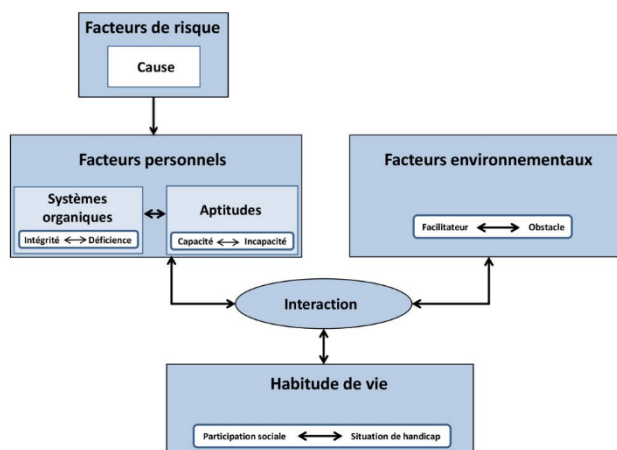 Facteurs de risque
Cause
Facteurs personnels
Systèmes
organiques
Intégrité
Déficience
Aptitudes
Capacité
Incapacité
Facteurs environnementaux
Facilitateur
Obstacle
Interaction
Habitude de vie
Participation sociale
Situation de handicap